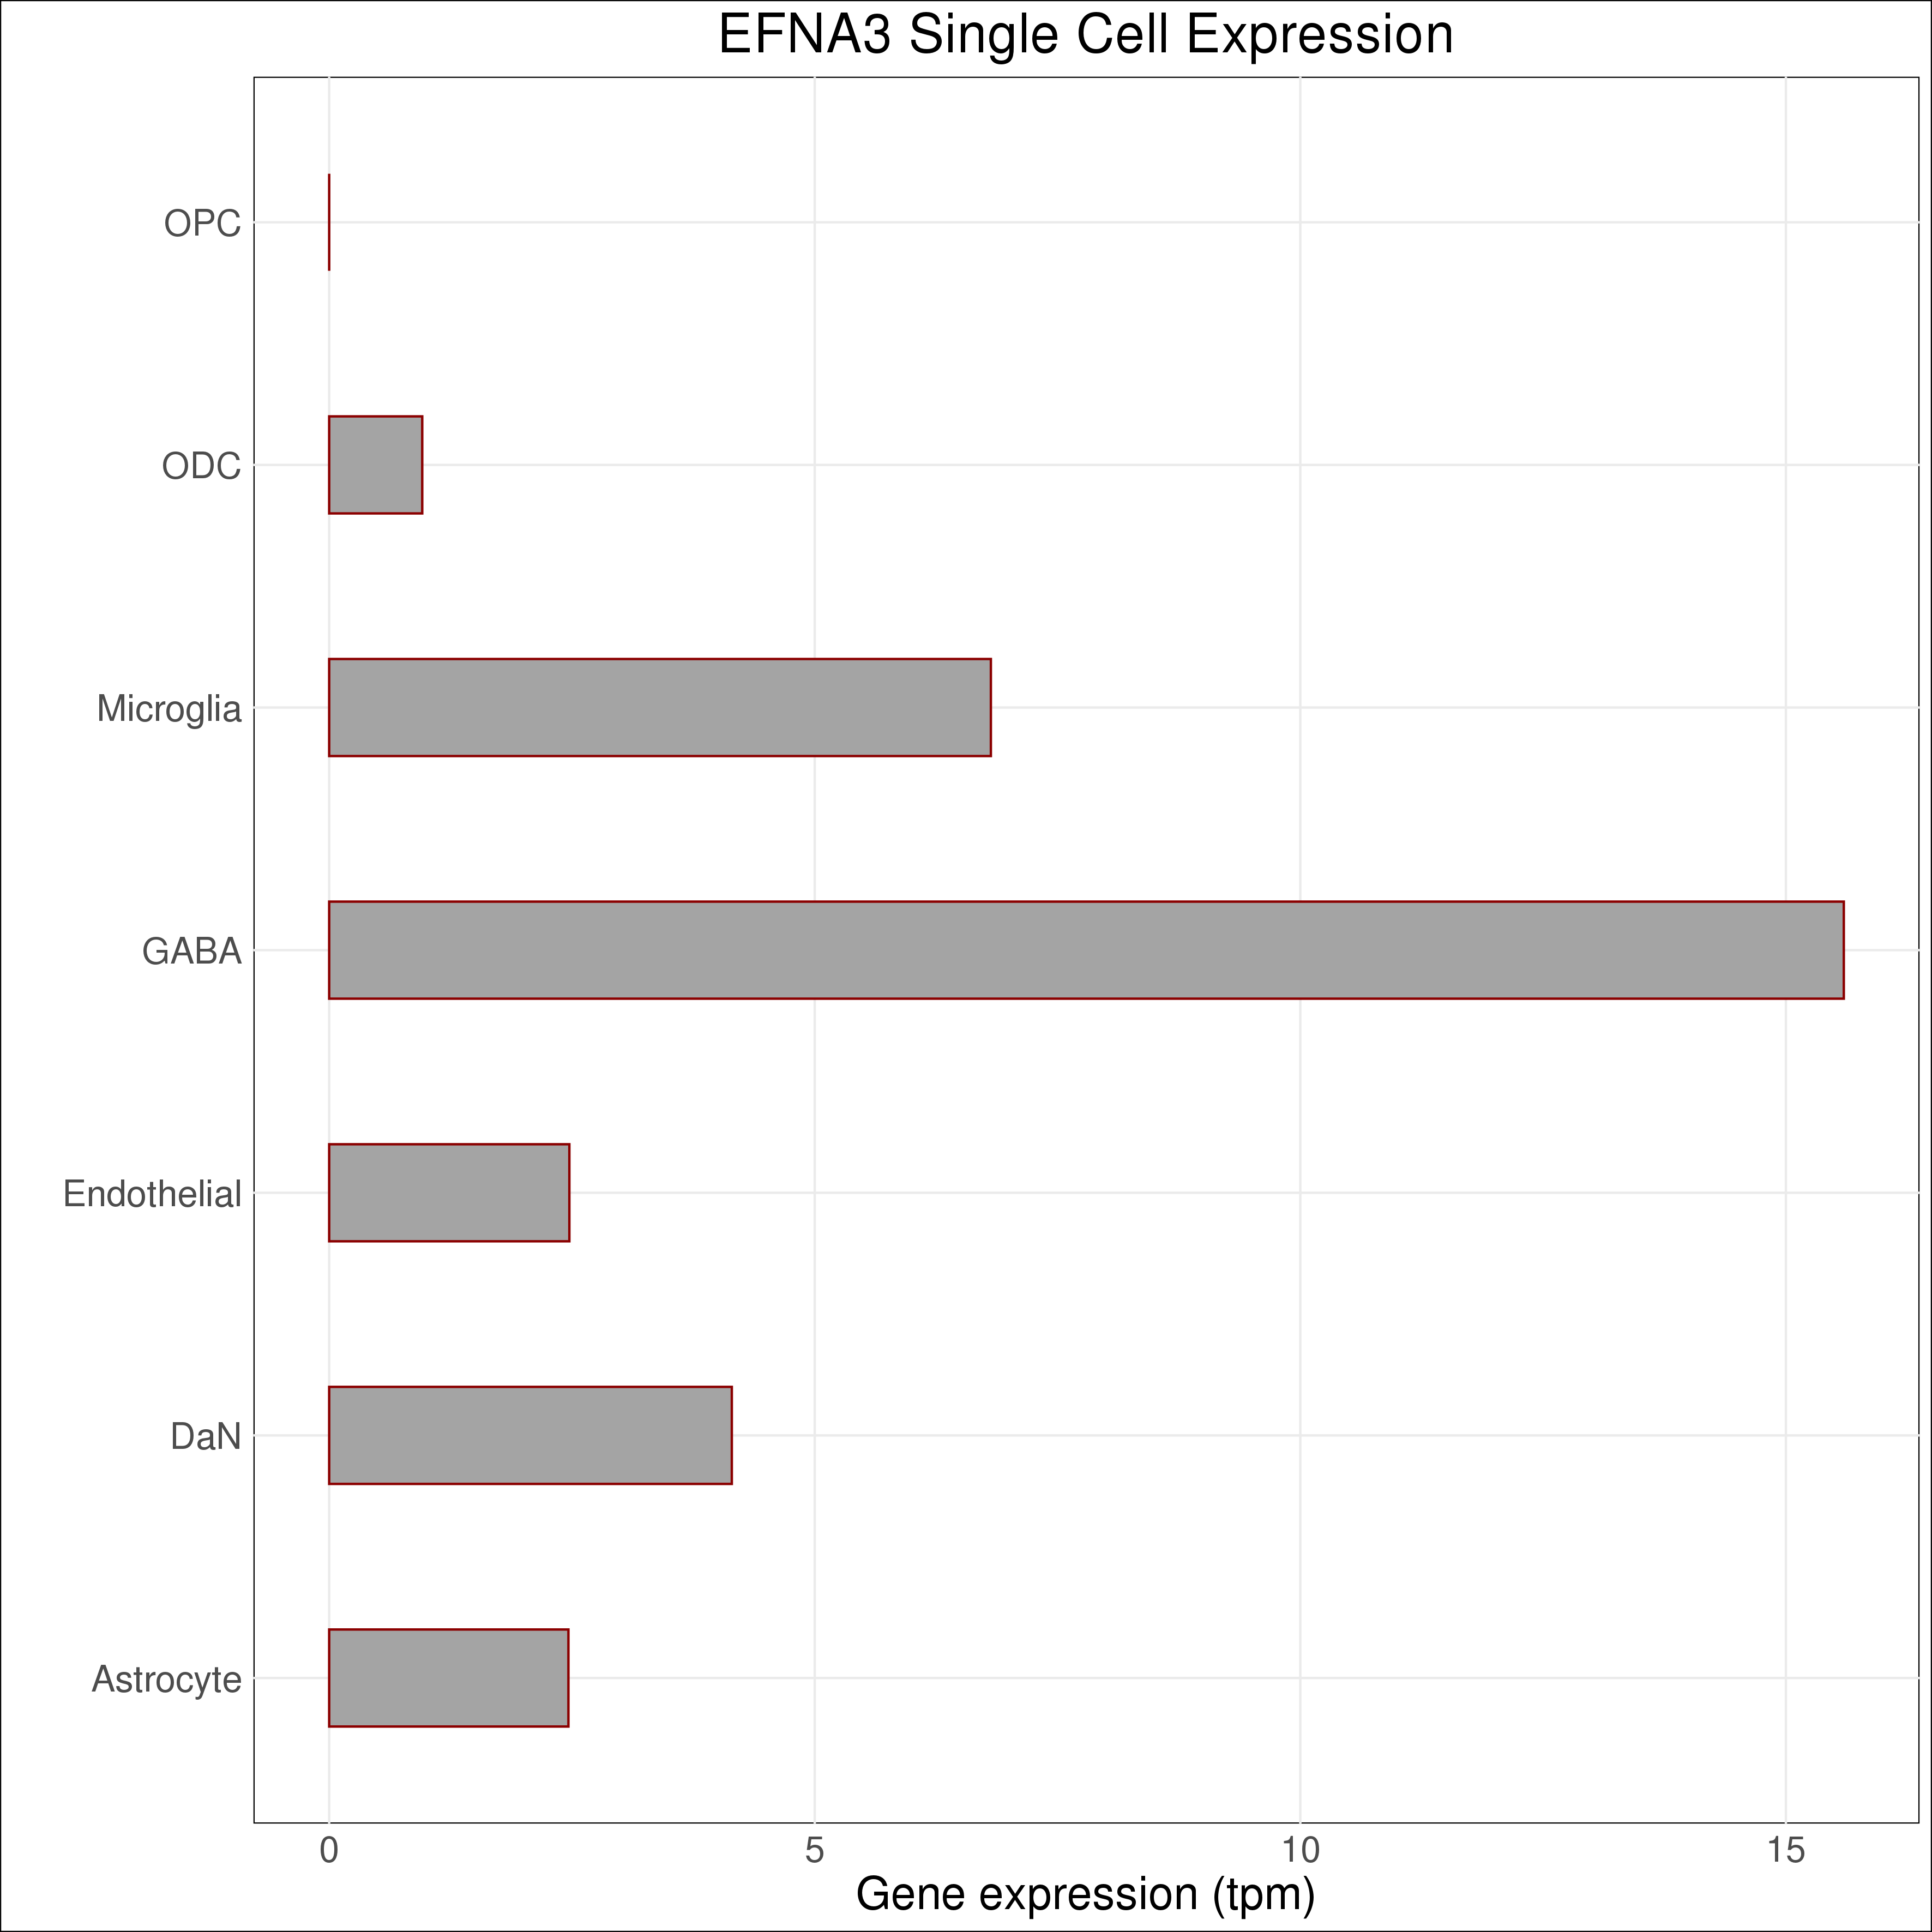 EFNA3 Single Cell Expression
OPC
ODC
Microglia
GABA
Endothelial
DaN
Astrocyte
0 5 10 15
Gene expression (tpm)